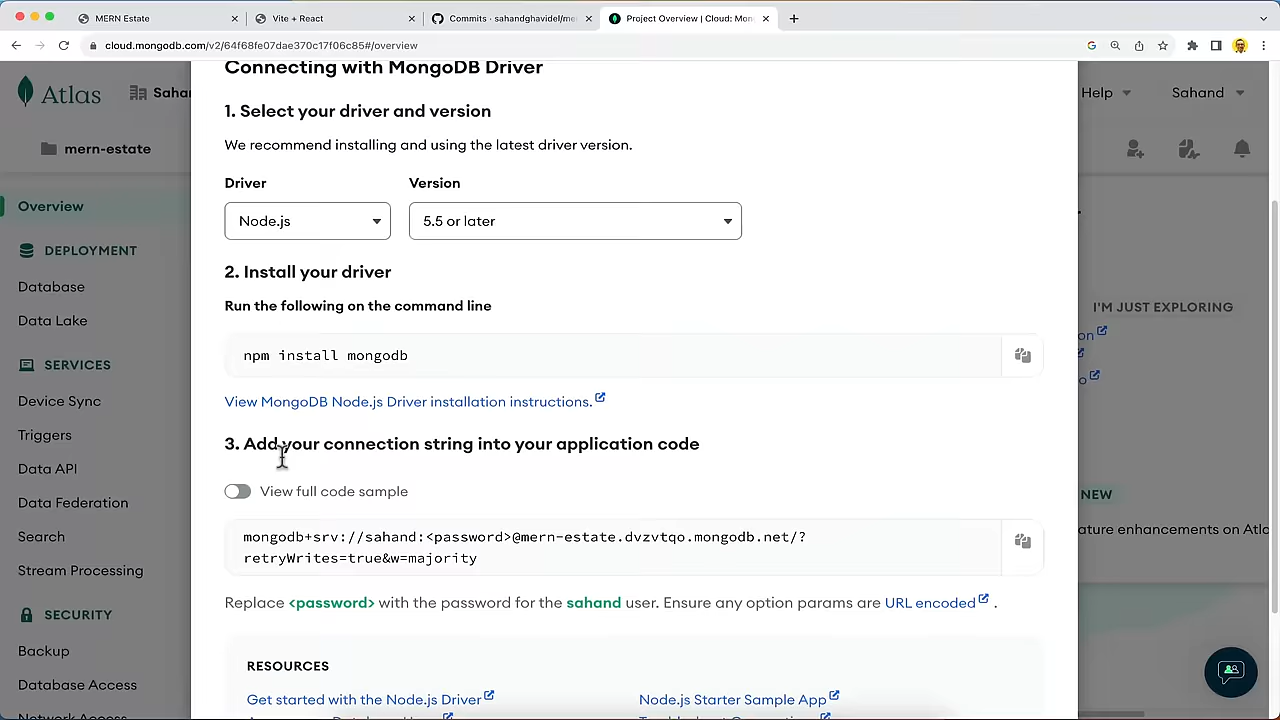 MERN Estate
Vite + React
Commits · sahandghavidel/me
Project Overview | Cloud: Mon
cloud.mongodb.com/v2/64f68fe07dae370c17f06c85#/overview
Atlas
Sahar
Help
Sahand
mern-estate
Overview
DEPLOYMENT
Database
Data Lake
SERVICES
Device Sync
Triggers
Data API
Data Federation
Search
Stream Processing
SECURITY
Backup
Database Access
Connecting with MongoDB Driver
1. Select your driver and version
We recommend installing and using the latest driver version.
Driver
Version
Node.js
5.5 or later
2. Install your driver
Run the following on the command line
npm install mongodb
View MongoDB Node.js Driver installation instructions.
3. Add your connection string into your application code
View full code sample
mongodb+srv://sahand:<password>@mern-estate.dvzvtqo.mongodb.net/?
retryWrites=true&w=majority
Replace <password> with the password for the sahand user. Ensure any option params are URL encoded .
RESOURCES
Get started with the Node.js Driver
Node.js Starter Sample App
I'M JUST EXPLORING
on
o
NEW
ature enhancements on Atlo